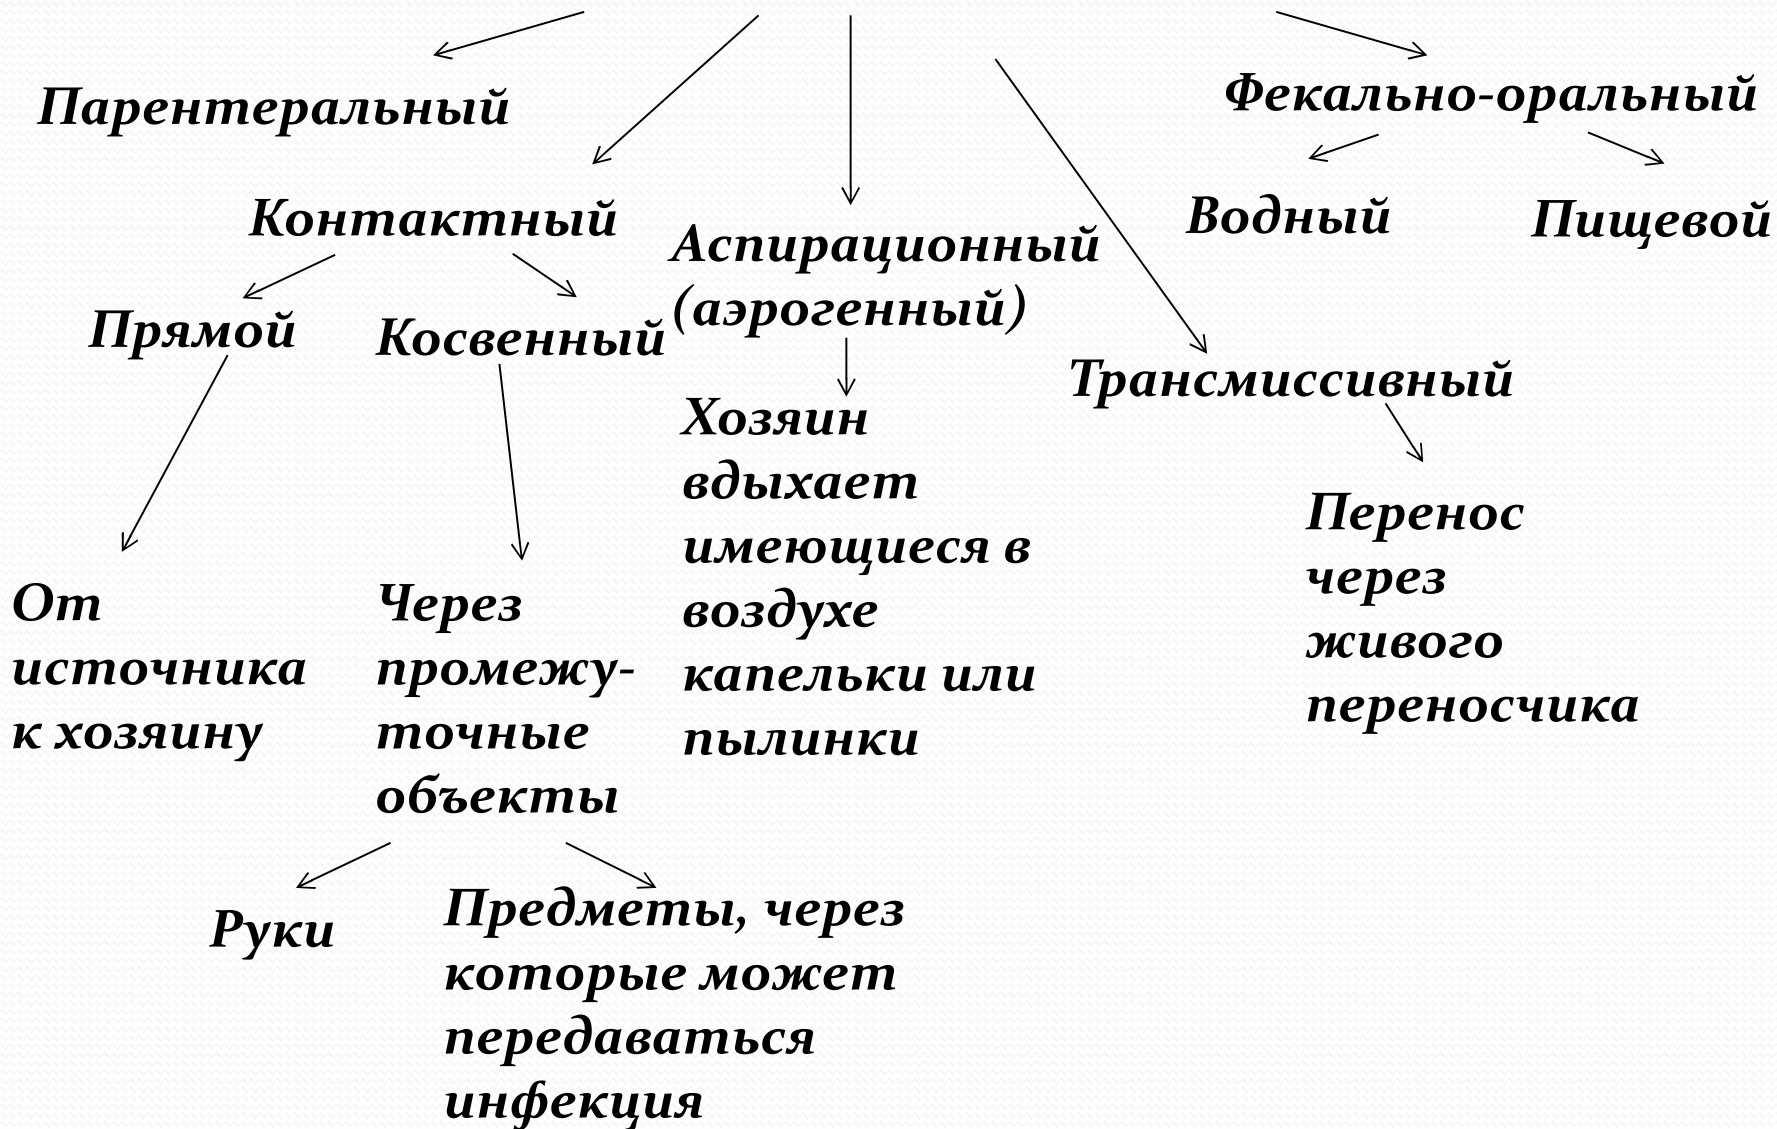 Парентеральный
Фекально-оральный
Водный
Пищевой
Контактный
Аспирационный
(аэрогенный)
Прямой
Косвенный
Трансмиссивный
Хозяин
вдыхает
имеющиеся в
воздухе
капельки или
пылинки
Перенос
через
живого
переносчика
От
источника
к хозяину
Через
промежу-
точные
объекты
Руки
Предметы, через
которые может
передаваться
инфекция